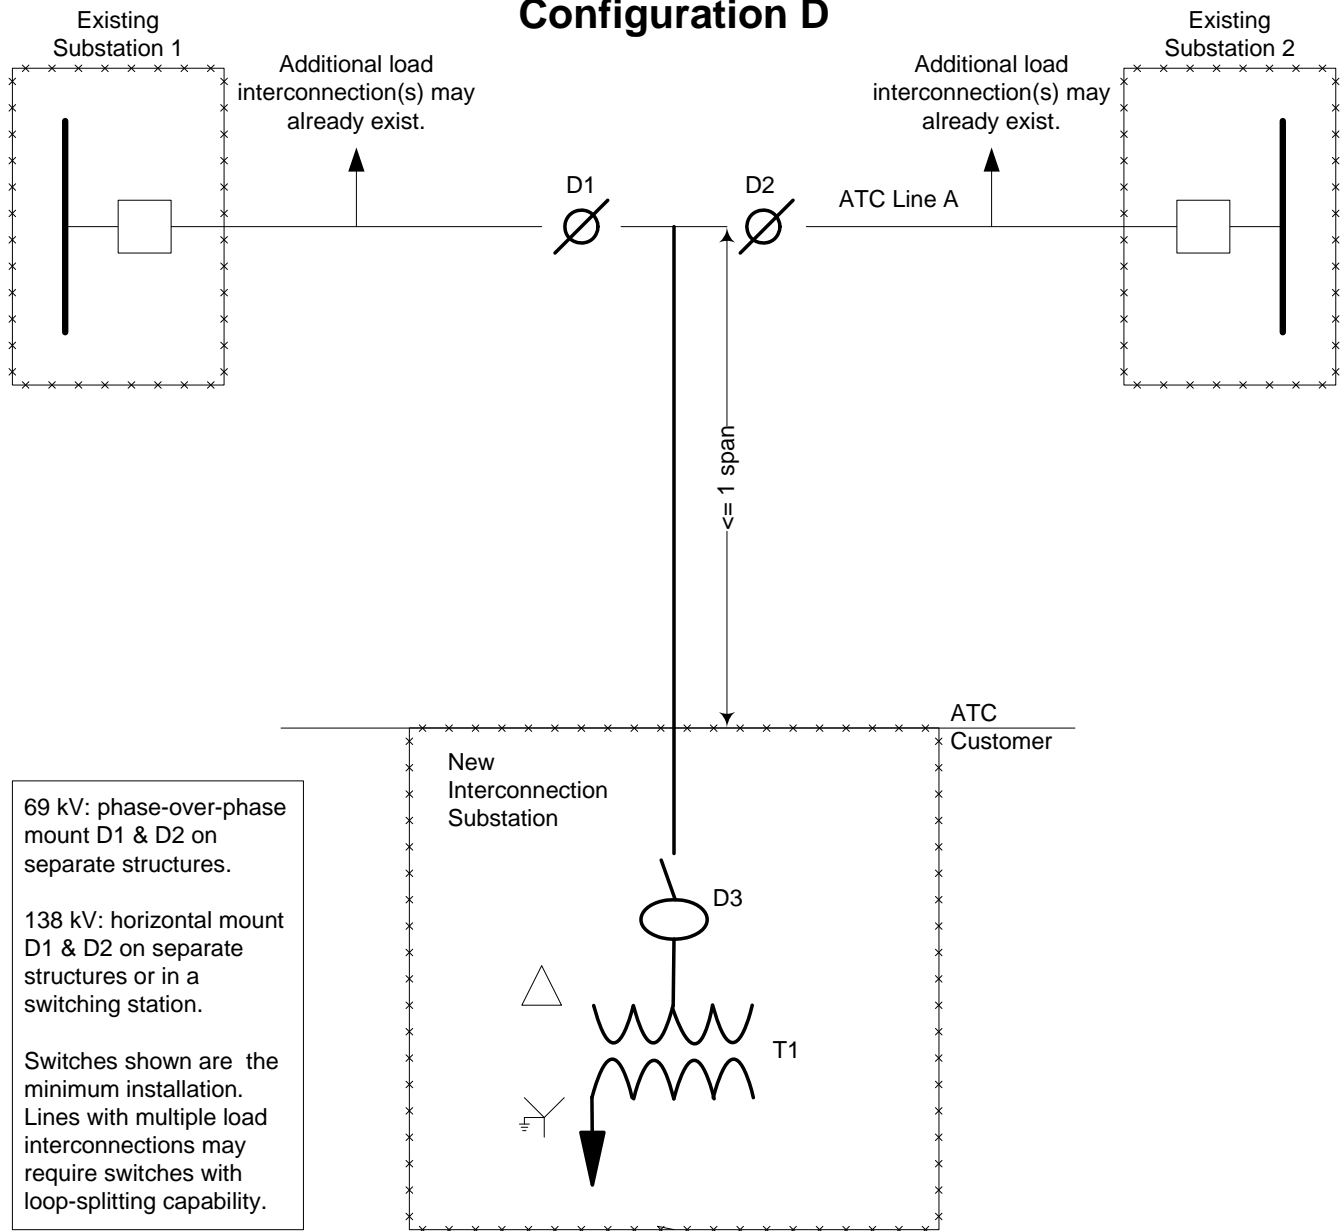 Configuration D
Existing
Substation 1
Existing
Substation 2
Additional load
interconnection(s) may
already exist.
Additional load
interconnection(s) may
already exist.
D1
D2
ATC Line A
<= 1 span
ATC
Customer
New
Interconnection
Substation
D3
T1
69 kV: phase-over-phase
mount D1 & D2 on
separate structures.
138 kV: horizontal mount
D1 & D2 on separate
structures or in a
switching station.
Switches shown are the
minimum installation.
Lines with multiple load
interconnections may
require switches with
loop-splitting capability.